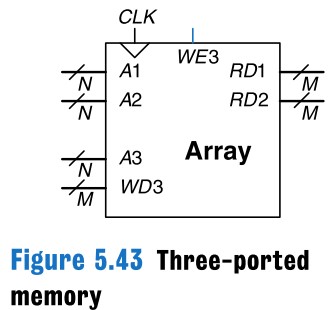 CLK
WE3
N A1 RD1 M
N A2 RD2 M
N A3 Array
M WD3
Figure 5.43 Three-ported
memory